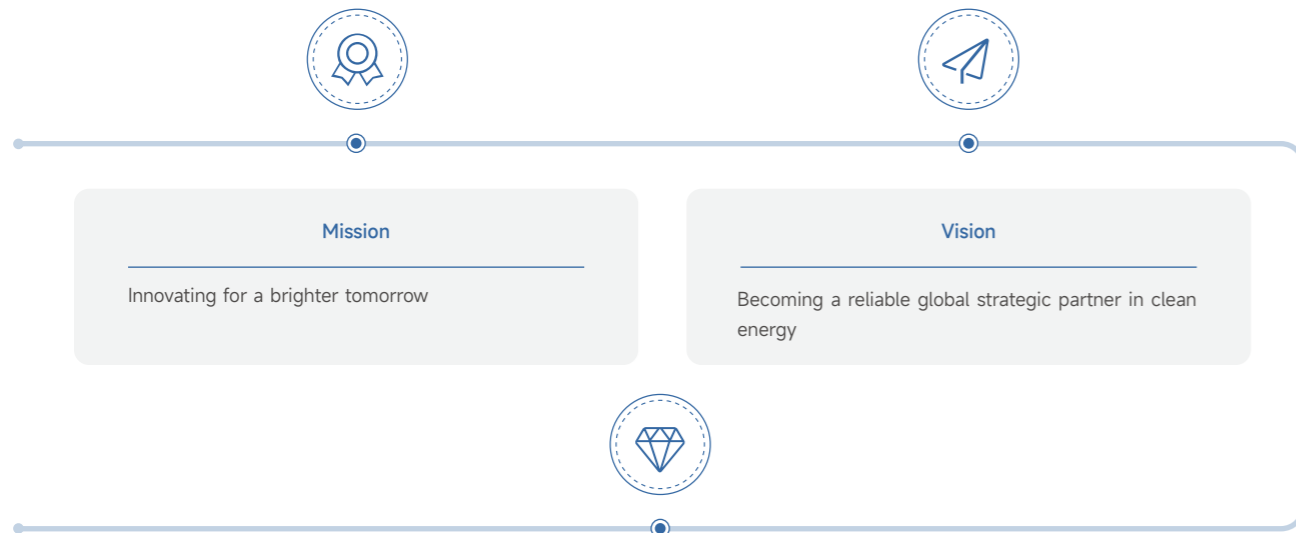 Mission
Vision
Innovating for a brighter tomorrow
Becoming a reliable global strategic partner in clean
energy